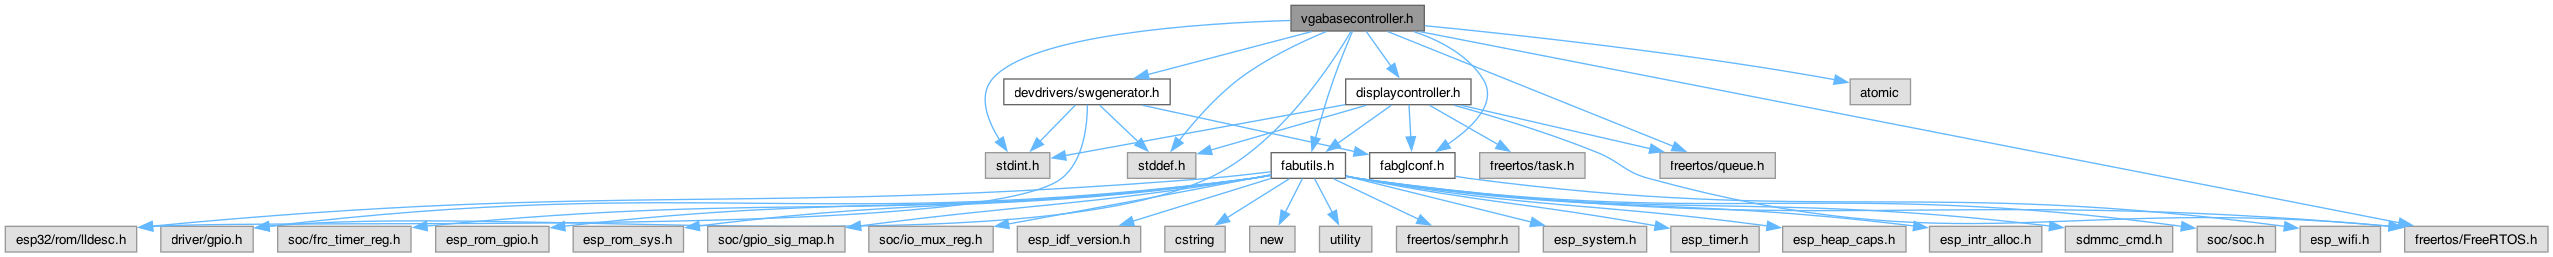 vgabasecontroller.h
devdrivers/swgenerator.h
displaycontroller.h
atomic
stdint.h
stddef.h
fabutils.h
fabglconf.h
freertos/task.h
freertos/queue.h
esp32/rom/lldesc.h
driver/gpio.h
soc/frc_timer_reg.h
esp_rom_gpio.h
esp_rom_sys.h
soc/gpio_sig_map.h
soc/io_mux_reg.h
esp_idf_version.h
cstring
new
utility
freertos/semphr.h
esp_system.h
esp_timer.h
esp_heap_caps.h
esp_intr_alloc.h
sdmmc_cmd.h
soc/soc.h
esp_wifi.h
freertos/FreeRTOS.h